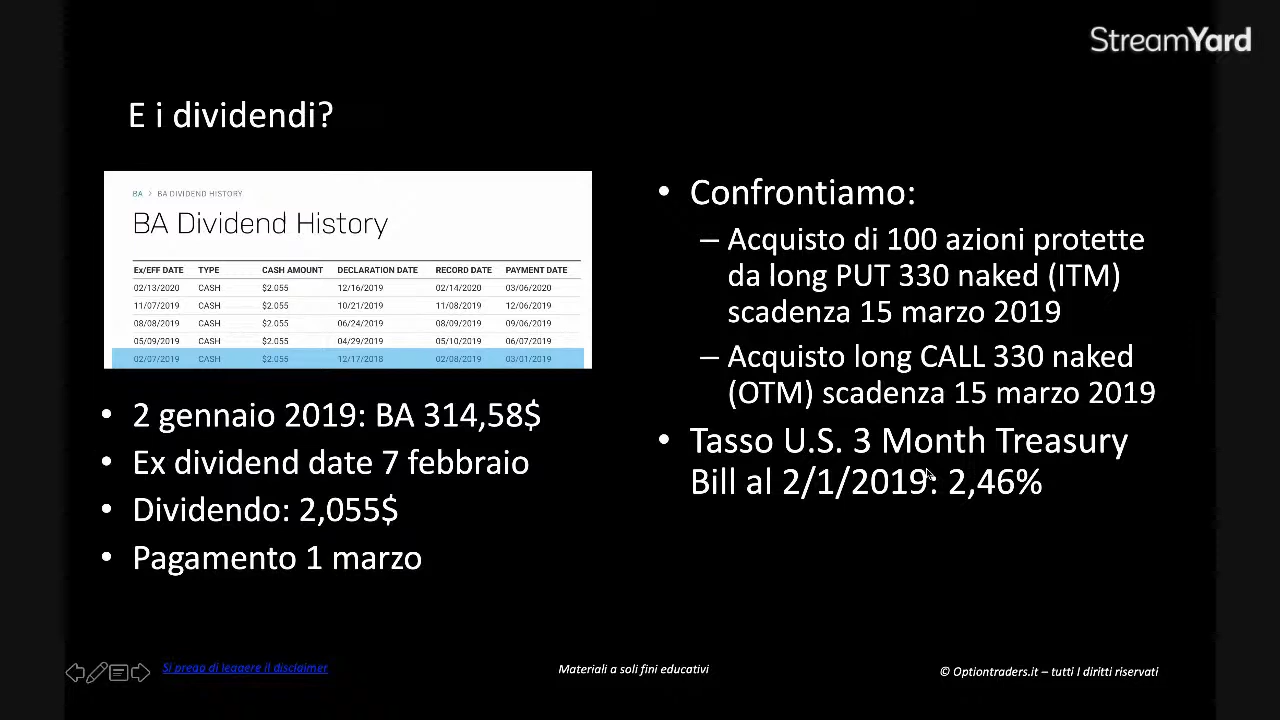 StreamYard
E i dividendi?
BA > BA DIVIDEND HISTORY
BA Dividend History
Ex/EFF DATE TYPE CASH AMOUNT DECLARATION DATE RECORD DATE PAYMENT DATE
02/13/2020 CASH $2.055 12/16/2019 02/14/2020 03/06/2020
11/07/2019 CASH $2.055 10/21/2019 11/08/2019 12/06/2019
08/08/2019 CASH $2.055 06/24/2019 08/09/2019 09/06/2019
05/09/2019 CASH $2.055 04/29/2019 05/10/2019 06/07/2019
02/07/2019 CASH $2.055 12/17/2018 02/08/2019 03/01/2019
• 2 gennaio 2019: BA 314,58$
• Ex dividend date 7 febbraio
• Dividendo: 2,055$
• Pagamento 1 marzo
• Confrontiamo:
– Acquisto di 100 azioni protette
da long PUT 330 naked (ITM)
scadenza 15 marzo 2019
– Acquisto long CALL 330 naked
(OTM) scadenza 15 marzo 2019
• Tasso U.S. 3 Month Treasury
Bill al 2/1/2019: 2,46%
Si prega di leggere il disclaimer
Materiali a soli fini educativi
© Optiontraders.it – tutti I diritti riservati